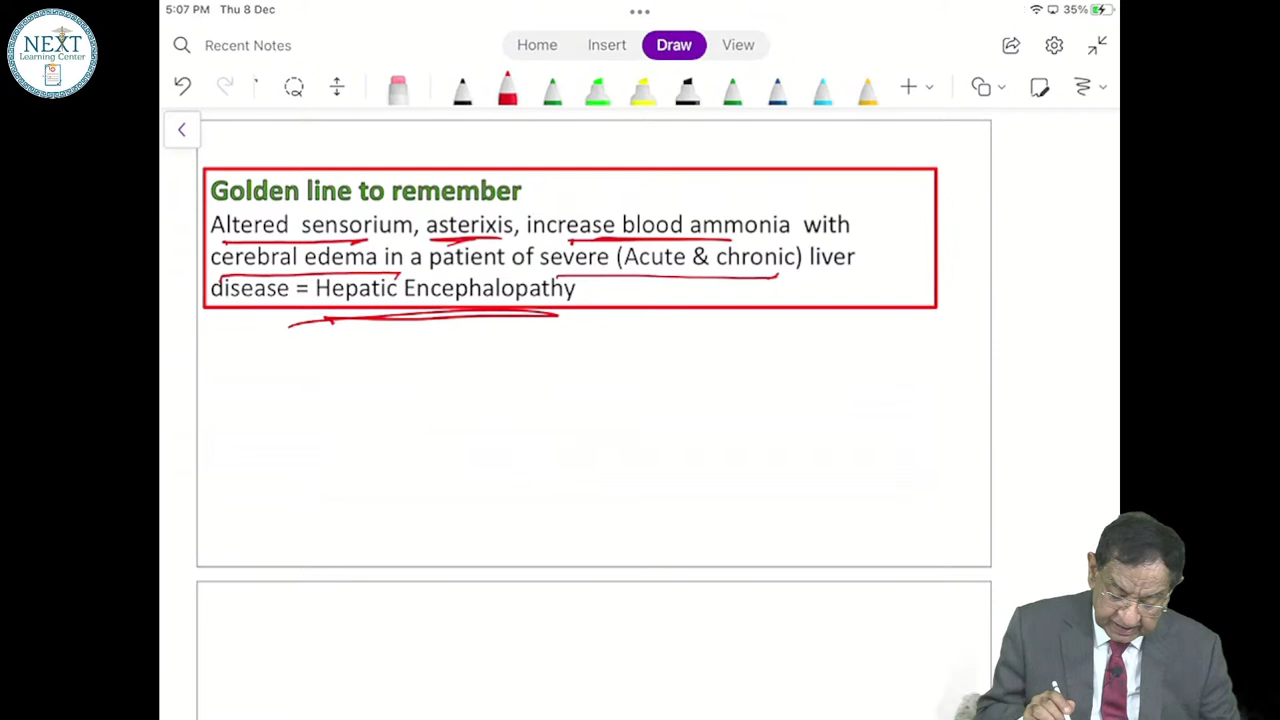 5:07 PM Thu 8 Dec
35%
NEXT
Learning Center
Recent Notes
Home Insert Draw View
Golden line to remember
Altered sensorium, asterixis, increase blood ammonia with
cerebral edema in a patient of severe (Acute & chronic) liver
disease = Hepatic Encephalopathy